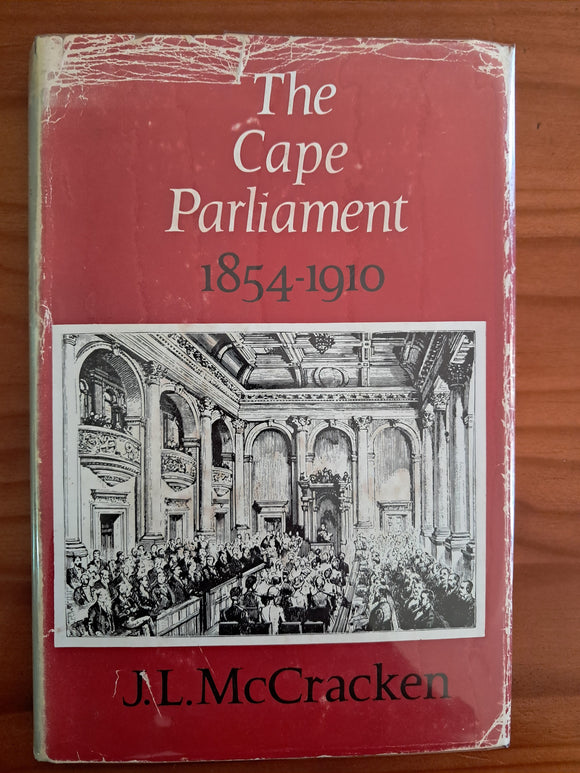 The
Cape
Parliament
1854-1910
J.L.McCracken